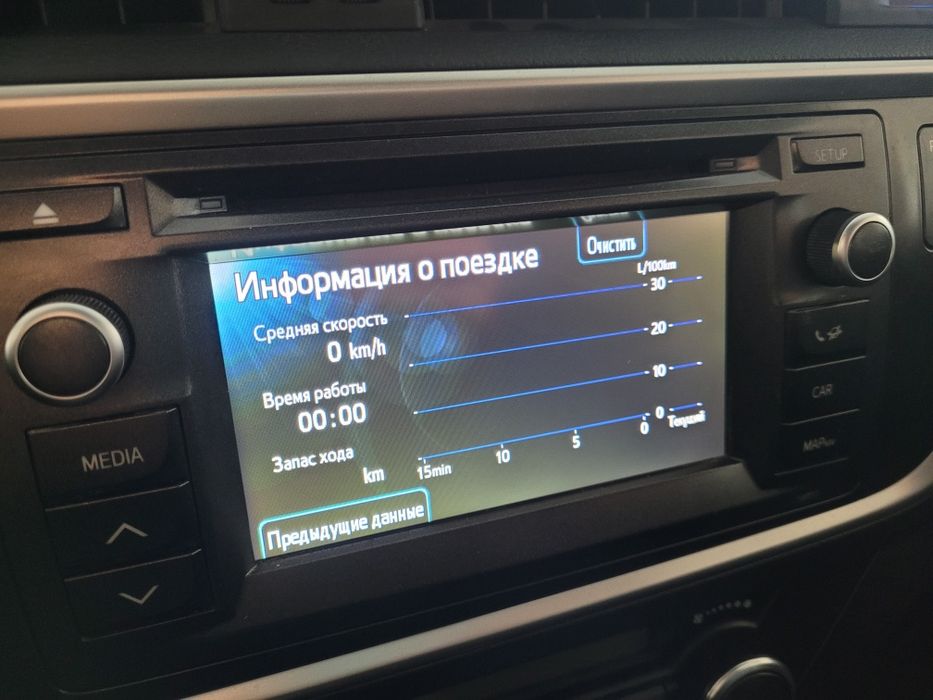 SETUP
Очистить
Информация о поездке
L/100km
30
Средняя скорость
0 km/h
20
Время работы
00:00
10
Запас хода
km
0
15min 10 5 0 Текущий
Предыдущие данные
MEDIA
CAR
MAP